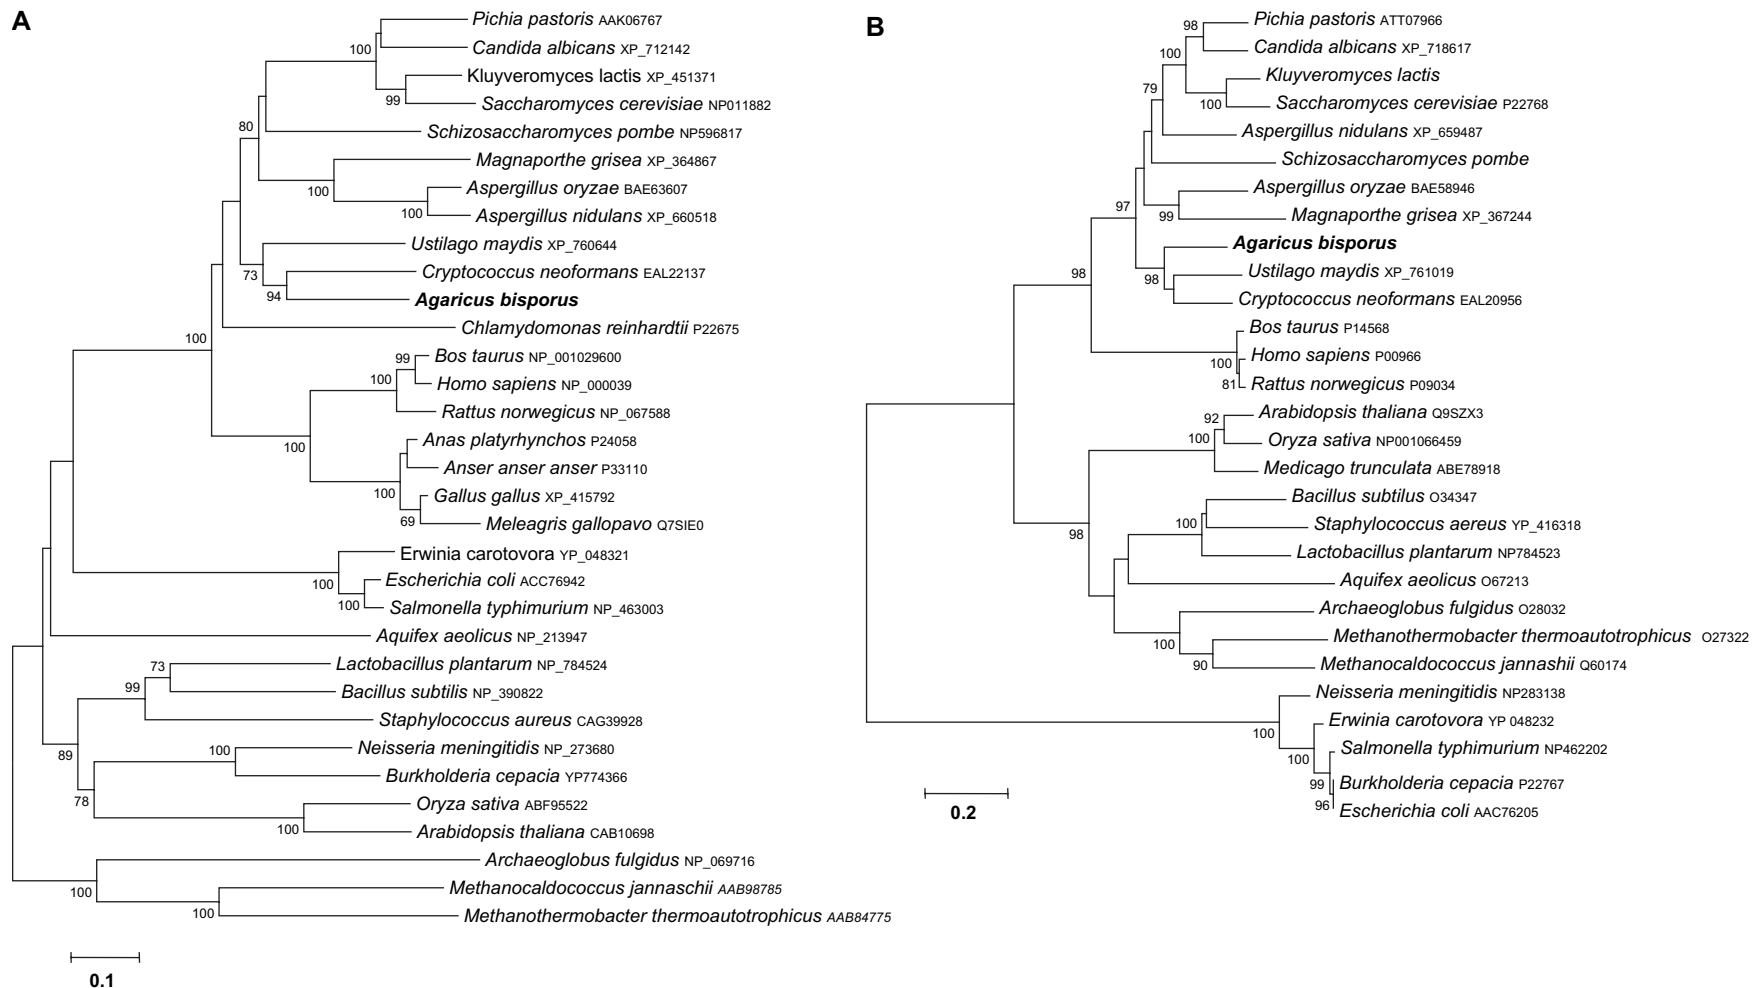 A
Pichia pastoris AAK06767
100
Candida albicans XP_712142
Kluyveromyces lactis XP_451371
99
Saccharomyces cerevisiae NP011882
80
Schizosaccharomyces pombe NP596817
Magnaporthe grisea XP_364867
100
Aspergillus oryzae BAE63607
100
Aspergillus nidulans XP_660518
Ustilago maydis XP_760644
73
Cryptococcus neoformans EAL22137
94
Agaricus bisporus
Chlamydomonas reinhardtii P22675
100
99
Bos taurus NP_001029600
100
Homo sapiens NP_000039
Rattus norwegicus NP_067588
100
Anas platyrhynchos P24058
Anser anser anser P33110
100
Gallus gallus XP_415792
69
Meleagris gallopavo Q7SIE0
Erwinia carotovora YP_048321
100
Escherichia coli ACC76942
100
Salmonella typhimurium NP_463003
Aquifex aeolicus NP_213947
73
Lactobacillus plantarum NP_784524
99
Bacillus subtilis NP_390822
Staphylococcus aureus CAG39928
89
100
Neisseria meningitidis NP_273680
Burkholderia cepacia YP774366
78
Oryza sativa ABF95522
100
Arabidopsis thaliana CAB10698
Archaeoglobus fulgidus NP_069716
100
Methanocaldococcus jannaschii AAB98785
100
Methanothermobacter thermoautotrophicus AAB84775
0.1
B
98
Pichia pastoris ATT07966
100
Candida albicans XP_718617
79
Kluyveromyces lactis
100
Saccharomyces cerevisiae P22768
Aspergillus nidulans XP_659487
Schizosaccharomyces pombe
Aspergillus oryzae BAE58946
97
99
Magnaporthe grisea XP_367244
Agaricus bisporus
98
98
Ustilago maydis XP_761019
Cryptococcus neoformans EAL20956
Bos taurus P14568
100
Homo sapiens P00966
81
Rattus norwegicus P09034
92
Arabidopsis thaliana Q9SZX3
100
Oryza sativa NP001066459
Medicago trunculata ABE78918
Bacillus subtilus O34347
100
Staphylococcus aereus YP_416318
98
Lactobacillus plantarum NP784523
Aquifex aeolicus O67213
Archaeoglobus fulgidus O28032
100
Methanothermobacter thermoautotrophicus O27322
90
Methanocaldococcus jannashii Q60174
Neisseria meningitidis NP283138
100
Erwinia carotovora YP 048232
100
Salmonella typhimurium NP462202
99
Burkholderia cepacia P22767
96
Escherichia coli AAC76205
0.2